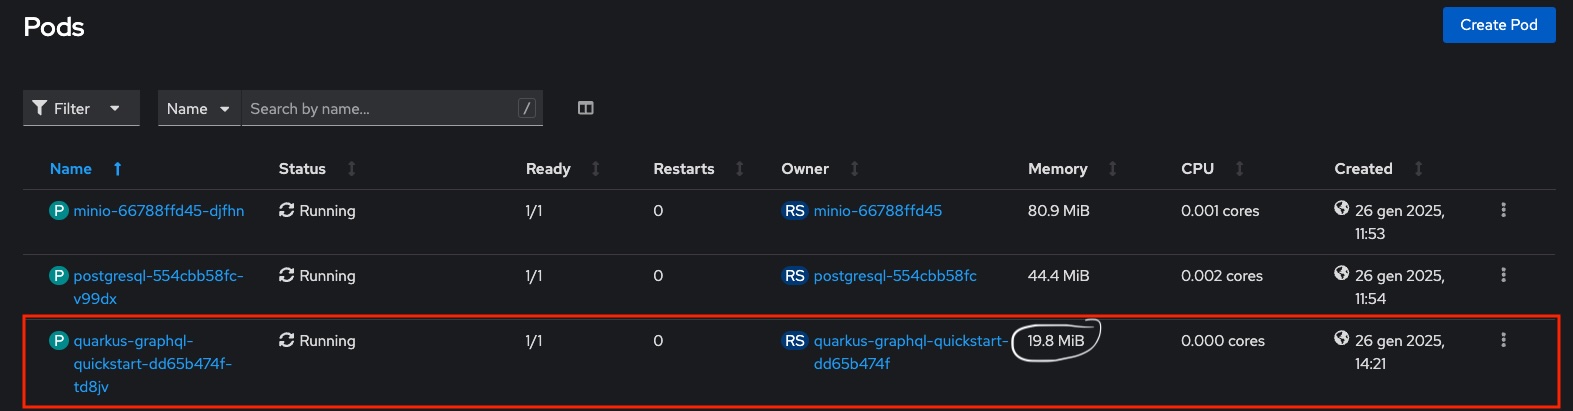 Pods
Create Pod
Filter
Name
Search by name...
/
Name Status Ready Restarts Owner Memory CPU Created
P minio-66788ffd45-djfhn Running 1/1 0 RS minio-66788ffd45 80.9 MiB 0.001 cores 26 gen 2025,
11:53
P postgresql-554cbb58fc- Running 1/1 0 RS postgresql-554cbb58fc 44.4 MiB 0.002 cores 26 gen 2025,
v99dx 11:54
P quarkus-graphql- Running 1/1 0 RS quarkus-graphql-quickstart- 19.8 MiB 0.000 cores 26 gen 2025,
quickstart-dd65b474f- dd65b474f 14:21
td8jv